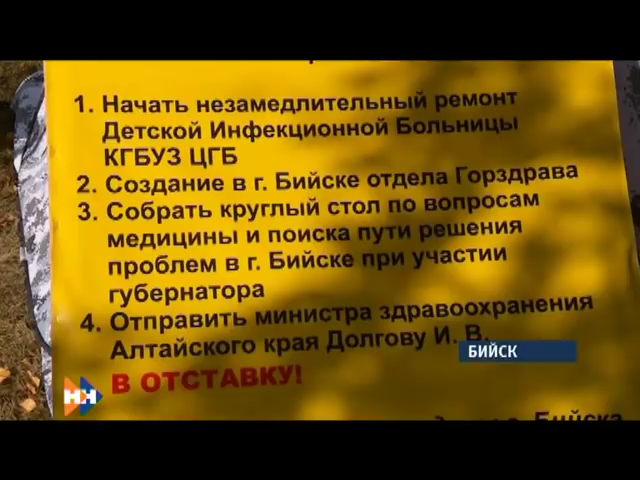 1. Начать незамедлительный ремонт
Детской Инфекционной Больницы
КГБУЗ ЦГБ
2. Создание в г. Бийске отдела Горздрава
3. Собрать круглый стол по вопросам
медицины и поиска пути решения
проблем в г. Бийске при участии
губернатора
4. Отправить министра здравоохранения
Алтайского края Долгову И. В.
В ОТСТАВКУ!
Бийска
БИЙСК
НН